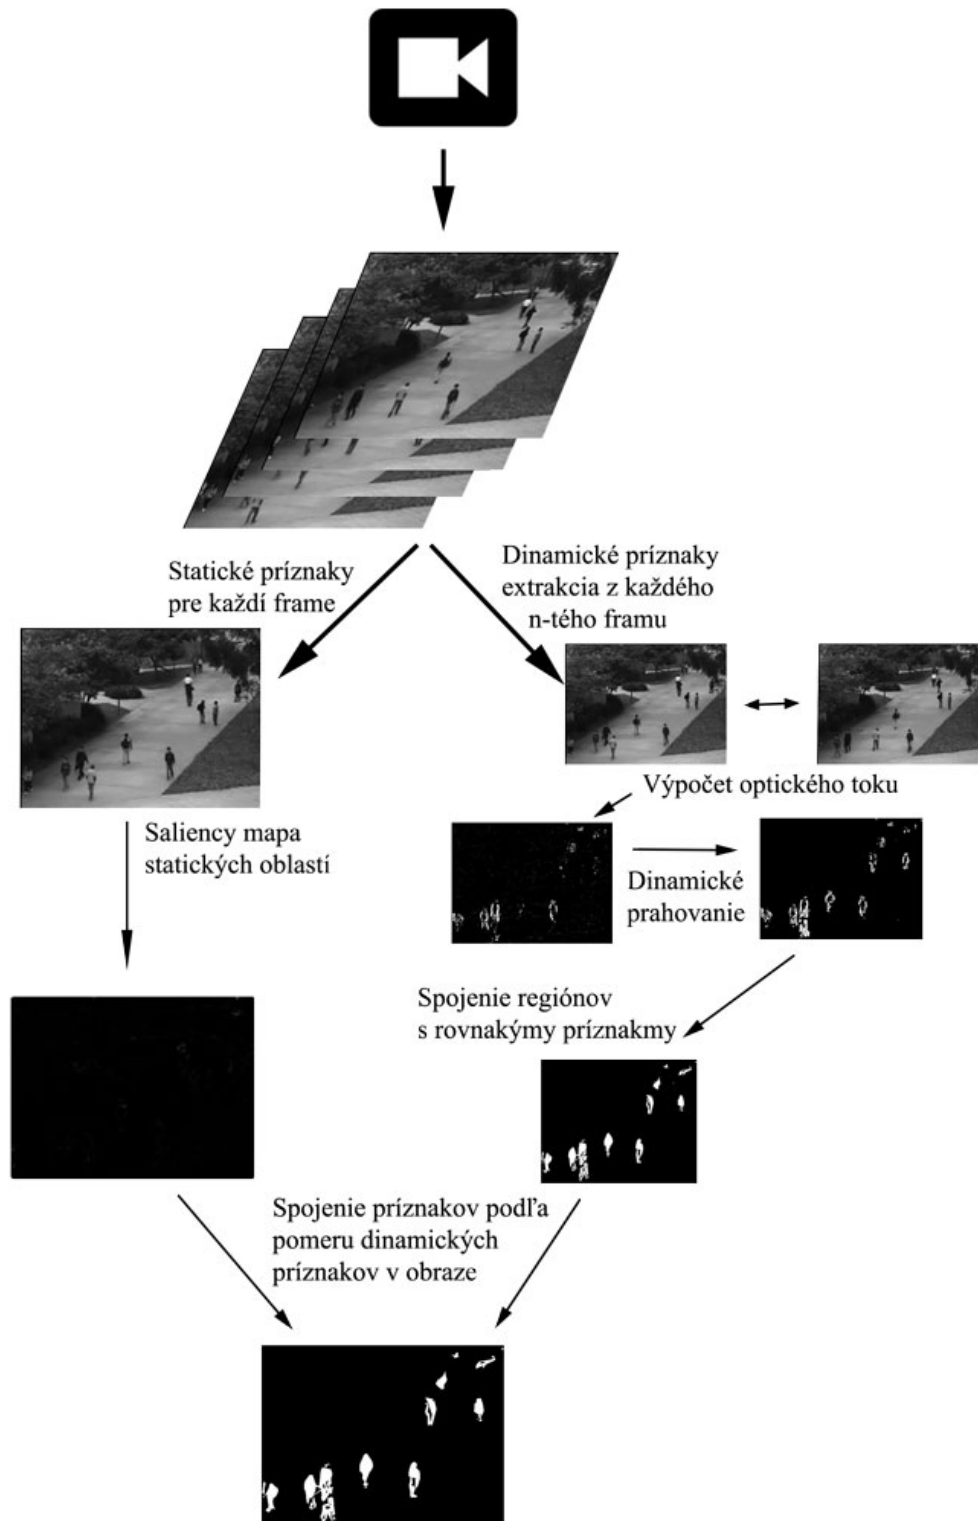 Statické príznaky
pre každí frame
Dinamické príznaky
extrakcia z každého
n-tého framu
Výpočet optického toku
Saliency mapa
statických oblastí
Dinamické
prahovanie
Spojenie regiónov
s rovnakýmy príznakmy
Spojenie príznakov podľa
pomeru dinamických
príznakov v obraze